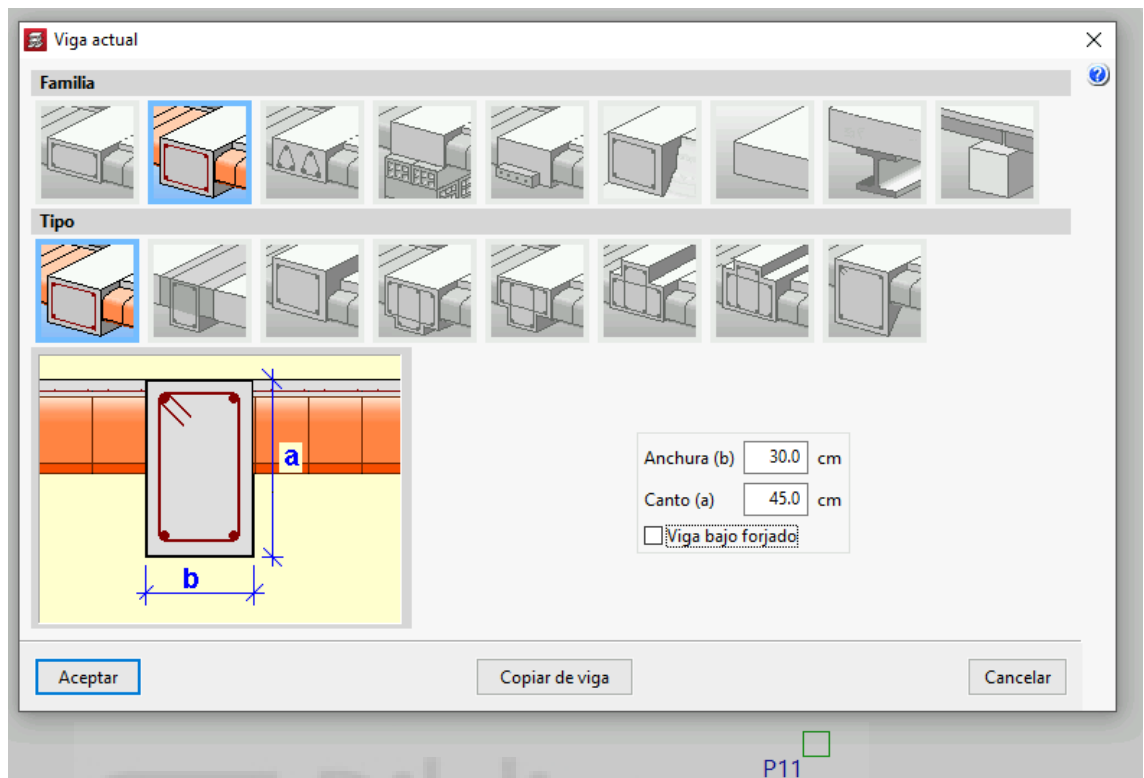 Viga actual
Familia
Tipo
a
b
Anchura (b) 30.0 cm
Canto (a) 45.0 cm
Viga bajo forjado
Aceptar
Copiar de viga
Cancelar
P11